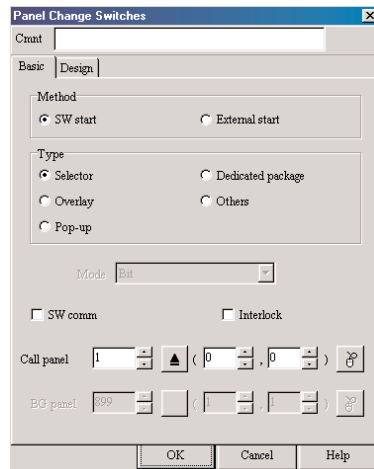 Panel Change Switches
Cmnt
Basic Design
Method
SW start External start
Type
Selector Dedicated package
Overlay Others
Pop-up
Mode Bit
SW comm Interlock
Call panel 1 ( 0 , 0 )
BG panel 899 ( 1 , 1 )
OK Cancel Help